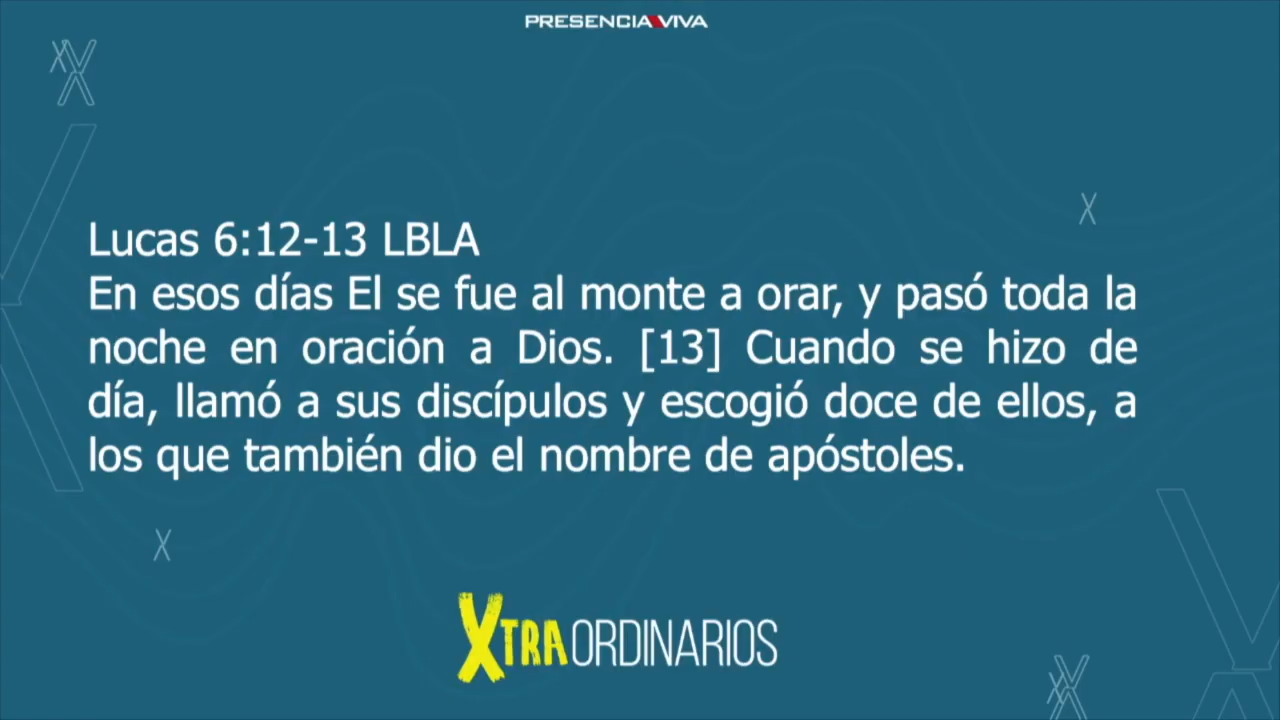 PRESENCIA VIVA
Lucas 6:12-13 LBLA
En esos días El se fue al monte a orar, y pasó toda la
noche en oración a Dios. [13] Cuando se hizo de
día, llamó a sus discípulos y escogió doce de ellos, a
los que también dio el nombre de apóstoles.
XTRAORDINARIOS